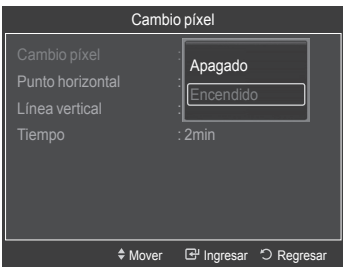 Cambio píxel
Cambio píxel :
Apagado
Punto horizontal :
Encendido
Línea vertical :
Tiempo : 2min
Mover Ingresar Regresar